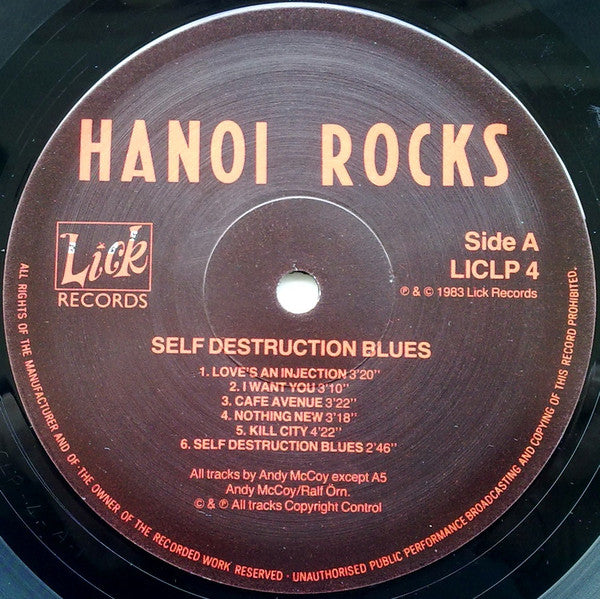 HANOI ROCKS
Lick
RECORDS
Side A
LICLP 4
℗ & © 1983 Lick Records
SELF DESTRUCTION BLUES
1. LOVE'S AN INJECTION 3'20"
2. I WANT YOU 3'10"
3. CAFE AVENUE 3'22"
4. NOTHING NEW 3'18"
5. KILL CITY 4'22"
6. SELF DESTRUCTION BLUES 2'46"
All tracks by Andy McCoy except A5
Andy McCoy/Ralf Örn.
© & ℗ All tracks Copyright Control
ALL RIGHTS OF THE MANUFACTURER AND OF · THE OWNER OF THE RECORDED WORK RESERVED · UNAUTHORISED PUBLIC PERFORMANCE BROADCASTING AND COPYING OF THIS RECORD PROHIBITED.